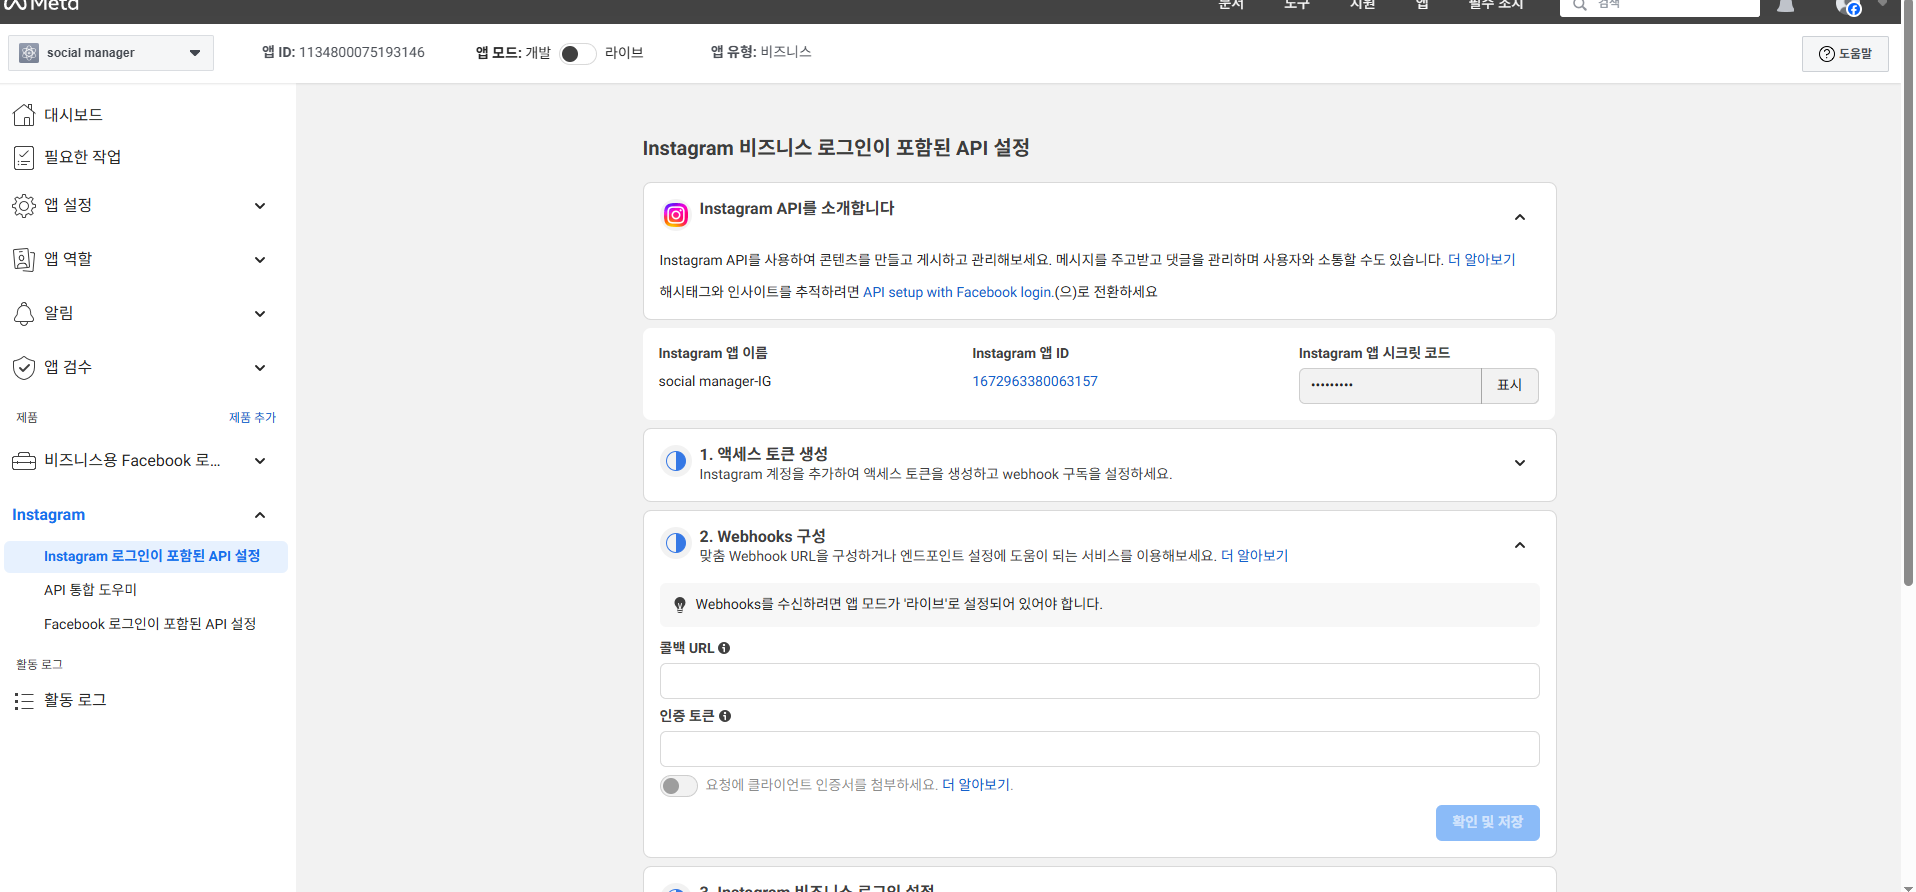 Meta
문서
도구
지원
앱
필수 조치
검색
social manager
앱 ID: 1134800075193146
앱 모드: 개발
라이브
앱 유형: 비즈니스
도움말
대시보드
필요한 작업
앱 설정
앱 역할
알림
앱 검수
제품
제품 추가
비즈니스용 Facebook 로...
Instagram
Instagram 로그인이 포함된 API 설정
API 통합 도우미
Facebook 로그인이 포함된 API 설정
활동 로그
활동 로그
Instagram 비즈니스 로그인이 포함된 API 설정
Instagram API를 소개합니다
Instagram API를 사용하여 콘텐츠를 만들고 게시하고 관리해보세요. 메시지를 주고받고 댓글을 관리하며 사용자와 소통할 수도 있습니다. 더 알아보기
해시태그와 인사이트를 추적하려면 API setup with Facebook login.(으)로 전환하세요
Instagram 앱 이름
social manager-IG
Instagram 앱 ID
1672963380063157
Instagram 앱 시크릿 코드
•••••••••
표시
1. 액세스 토큰 생성
Instagram 계정을 추가하여 액세스 토큰을 생성하고 webhook 구독을 설정하세요.
2. Webhooks 구성
맞춤 Webhook URL을 구성하거나 엔드포인트 설정에 도움이 되는 서비스를 이용해보세요. 더 알아보기
Webhooks를 수신하려면 앱 모드가 '라이브'로 설정되어 있어야 합니다.
콜백 URL
인증 토큰
요청에 클라이언트 인증서를 첨부하세요. 더 알아보기.
확인 및 저장
3. Instagram 비즈니스 로그인 설정